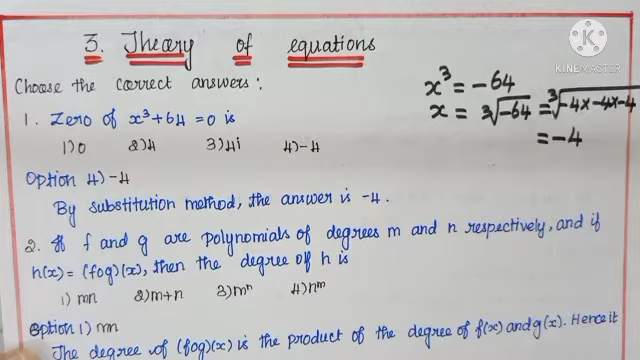 KINEMASTER
3. Theory of equations
Choose the correct answers:
x³ = -64
x = ∛-64 = ∛-4x-4x-4
= -4
1. Zero of x³+64=0 is
1) 0 2) 4 3) 4i 4) -4
Option 4) -4
By substitution method, the answer is -4.
2. If f and g are polynomials of degrees m and n respectively, and if
h(x) = (fog)(x), then the degree of h is
1) mn 2) m+n 3) mⁿ 4) nᵐ
Option 1) mn
The degree of (fog)(x) is the product of the degree of f(x) and g(x). Hence it